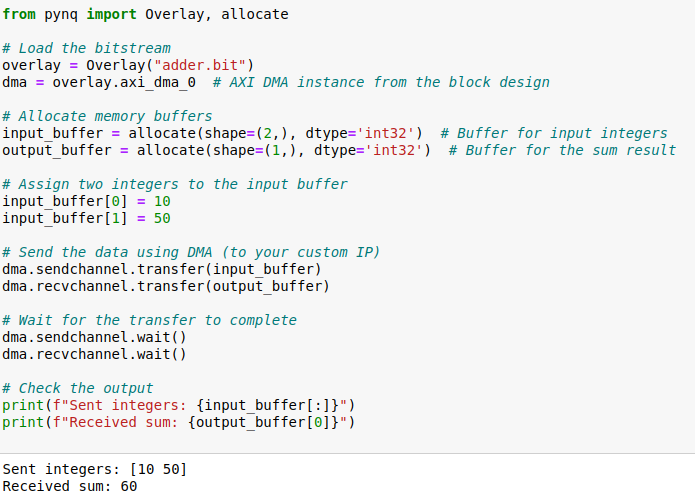 from pynq import Overlay, allocate
# Load the bitstream
overlay = Overlay("adder.bit")
dma = overlay.axi_dma_0  # AXI DMA instance from the block design
# Allocate memory buffers
input_buffer = allocate(shape=(2,), dtype='int32')  # Buffer for input integers
output_buffer = allocate(shape=(1,), dtype='int32')  # Buffer for the sum result
# Assign two integers to the input buffer
input_buffer[0] = 10
input_buffer[1] = 50
# Send the data using DMA (to your custom IP)
dma.sendchannel.transfer(input_buffer)
dma.recvchannel.transfer(output_buffer)
# Wait for the transfer to complete
dma.sendchannel.wait()
dma.recvchannel.wait()
# Check the output
print(f"Sent integers: {input_buffer[:]}")
print(f"Received sum: {output_buffer[0]}")
Sent integers: [10 50]
Received sum: 60